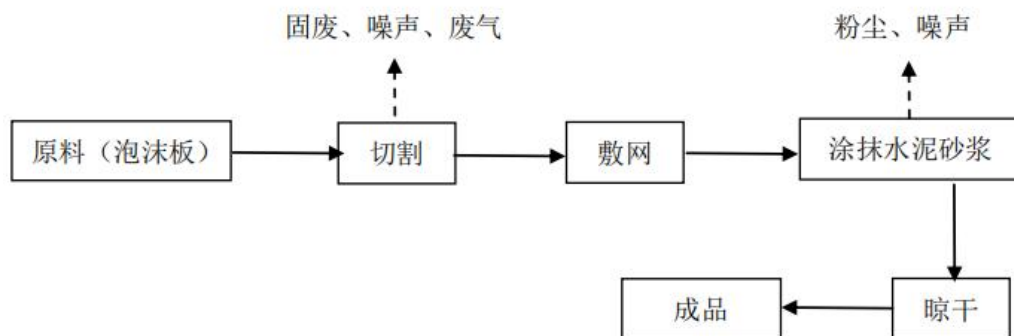 固废、噪声、废气
粉尘、噪声
原料（泡沫板）
切割
敷网
涂抹水泥砂浆
成品
晾干